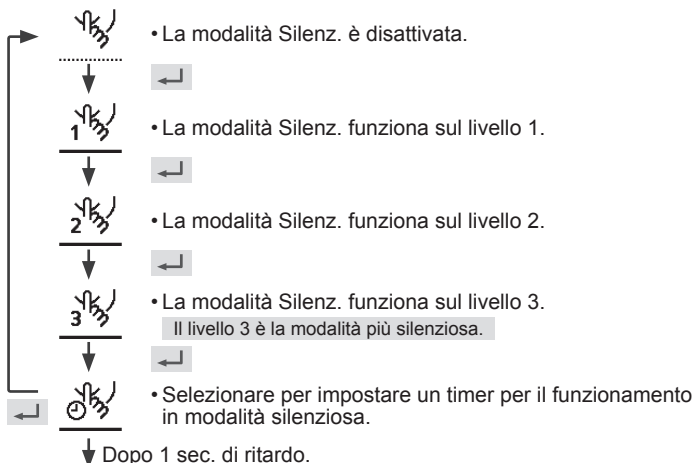 • La modalità Silenz. è disattivata.
1
• La modalità Silenz. funziona sul livello 1.
2
• La modalità Silenz. funziona sul livello 2.
3
• La modalità Silenz. funziona sul livello 3.
Il livello 3 è la modalità più silenziosa.
• Selezionare per impostare un timer per il funzionamento
in modalità silenziosa.
Dopo 1 sec. di ritardo.